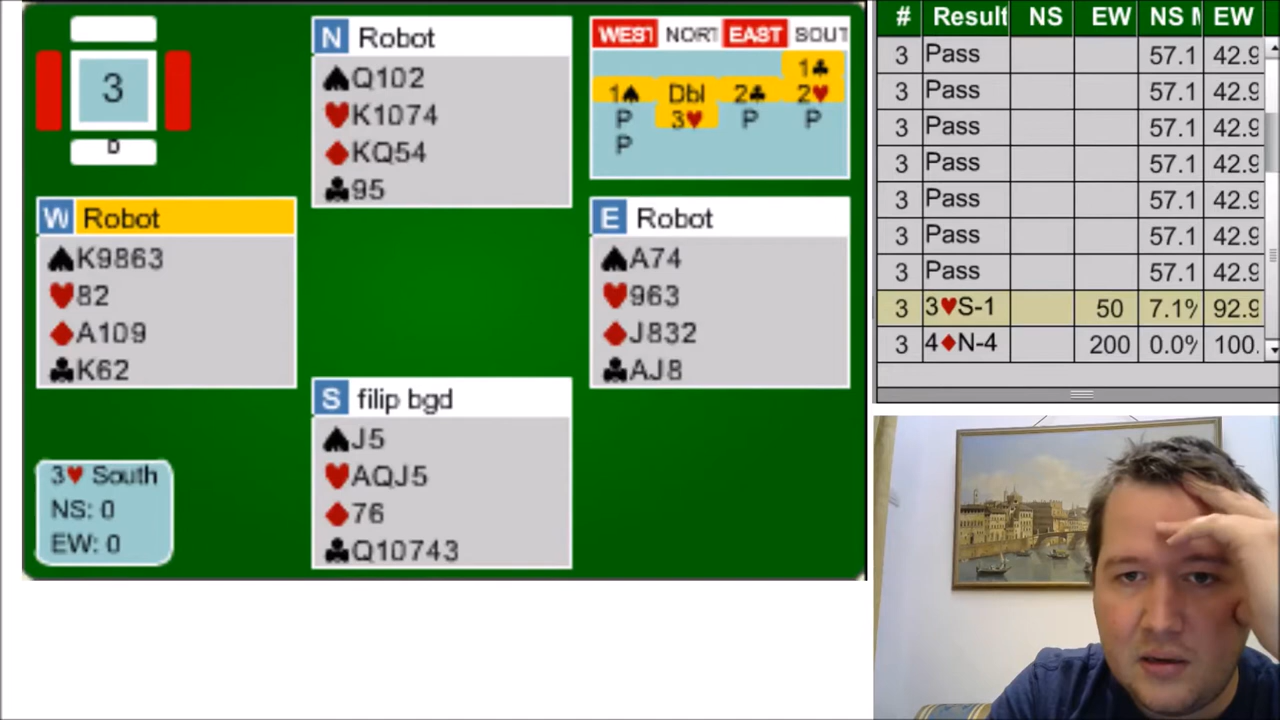 3
D
N Robot
♠Q102
♥K1074
♦KQ54
♣95
WEST NORT EAST SOUT
1♣
1♠ Dbl 2♣ 2♥
P 3♥ P P
P
W Robot
♠K9863
♥82
♦A109
♣K62
E Robot
♠A74
♥963
♦J832
♣AJ8
S filip bgd
♠J5
♥AQJ5
♦76
♣Q10743
3♥ South
NS: 0
EW: 0
# Result NS EW NS M EW
3 Pass 57.1 42.9
3 Pass 57.1 42.9
3 Pass 57.1 42.9
3 Pass 57.1 42.9
3 Pass 57.1 42.9
3 Pass 57.1 42.9
3 Pass 57.1 42.9
3 3♥S-1 50 7.1% 92.9
3 4♦N-4 200 0.0% 100.